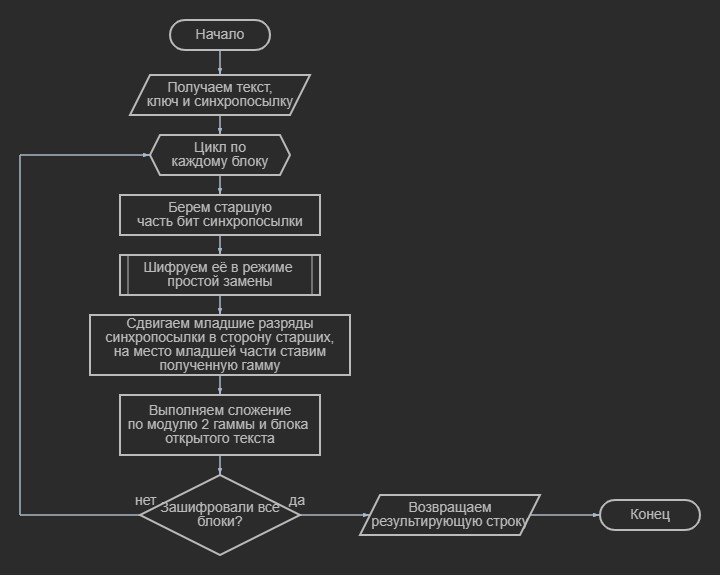 Начало
Получаем текст,
ключ и синхропосылку
Цикл по
каждому блоку
Берем старшую
часть бит синхропосылки
Шифруем её в режиме
простой замены
Сдвигаем младшие разряды
синхропосылки в сторону старших,
на место младшей части ставим
полученную гамму
Выполняем сложение
по модулю 2 гаммы и блока
открытого текста
нет
Зашифровали все
блоки?
да
Возвращаем
результирующую строку
Конец